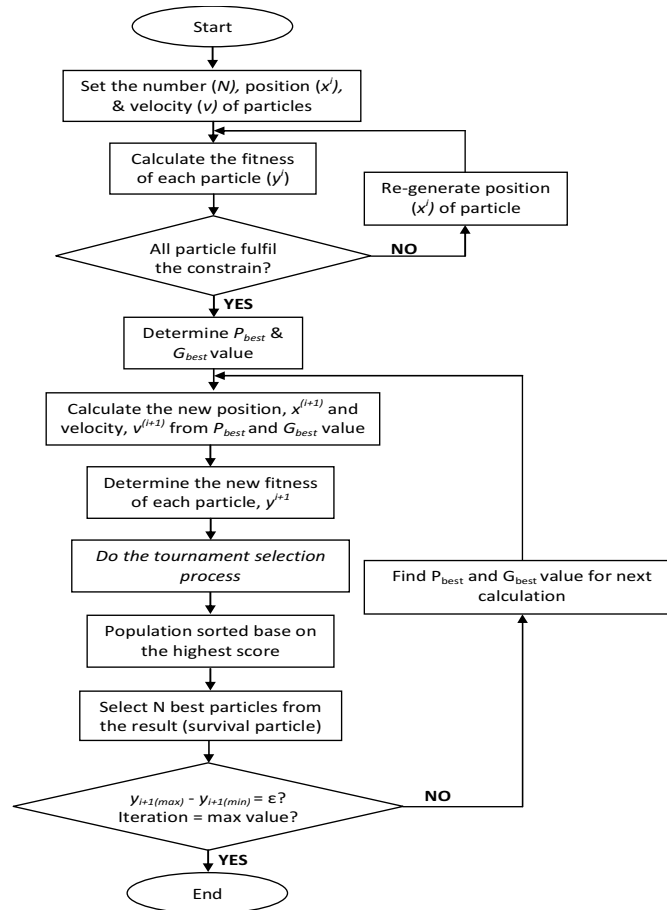 Start
Set the number (N), position (xⁱ),
& velocity (v) of particles
Calculate the fitness
of each particle (yⁱ)
Re-generate position
(xⁱ) of particle
All particle fulfil
the constrain?
NO
YES
Determine P_best &
G_best value
Calculate the new position, x⁽ⁱ⁺¹⁾ and
velocity, v⁽ⁱ⁺¹⁾ from P_best and G_best value
Determine the new fitness
of each particle, yⁱ⁺¹
Do the tournament selection
process
Find P_best and G_best value for next
calculation
Population sorted base on
the highest score
Select N best particles from
the result (survival particle)
y_i+1(max) - y_i+1(min) = ε?
Iteration = max value?
NO
YES
End